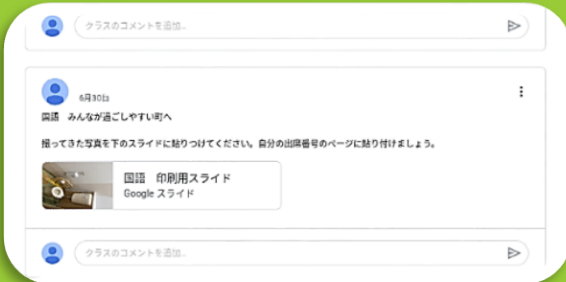 クラスのコメントを追加…
6月30日
国語　みんなが過ごしやすい町へ
撮ってきた写真を下のスライドに貼りつけてください。自分の出席番号のページに貼り付けましょう。
国語　印刷用スライド
Google スライド
クラスのコメントを追加…